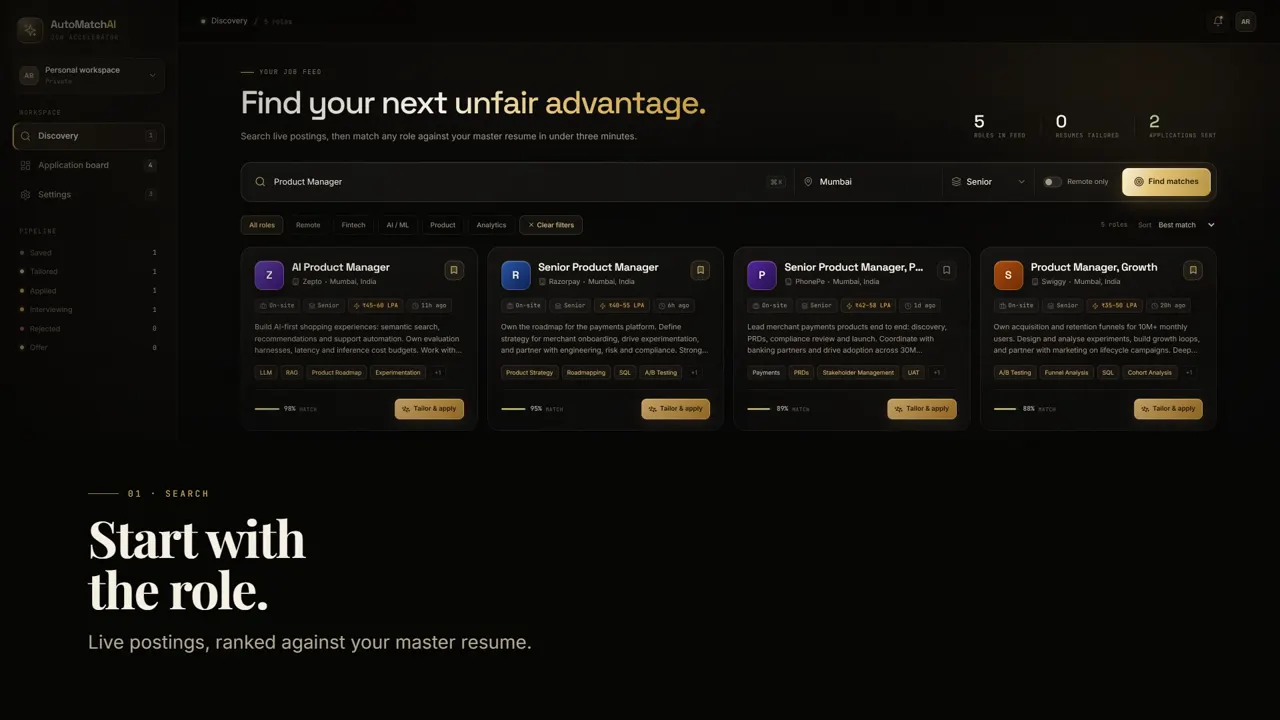 AutoMatchAI
Discovery / 5 roles
AR
AR
Personal workspace
Private
WORKSPACE
Discovery 1
Application board 4
Settings 3
PIPELINE
Saved 1
Tailored 1
Applied 1
Interviewing 1
Rejected 0
Offer 0
YOUR JOB FEED
Find your next unfair advantage.
Search live postings, then match any role against your master resume in under three minutes.
5
ROLES IN FEED
0
RESUMES TAILORED
2
APPLICATIONS SENT
Product Manager ⌘K Mumbai Senior Remote only Find matches
All roles Remote Fintech AI / ML Product Analytics × Clear filters
5 roles Sort Best match
Z
AI Product Manager
Zepto · Mumbai, India
On-site Senior ₹45-60 LPA 11h ago
Build AI-first shopping experiences: semantic search,
recommendations and support automation. Own evaluation
harnesses, latency and inference cost budgets. Work with...
LLM RAG Product Roadmap Experimentation +1
98% MATCH Tailor & apply
R
Senior Product Manager
Razorpay · Mumbai, India
On-site Senior ₹40-55 LPA 6h ago
Own the roadmap for the payments platform. Define
strategy for merchant onboarding, drive experimentation,
and partner with engineering, risk and compliance. Strong...
Product Strategy Roadmapping SQL A/B Testing +1
95% MATCH Tailor & apply
P
Senior Product Manager, P...
PhonePe · Mumbai, India
On-site Senior ₹42-58 LPA 1d ago
Lead merchant payments products end to end: discovery,
PRDs, compliance review and launch. Coordinate with
banking partners and drive adoption across 30M...
Payments PRDs Stakeholder Management UAT +1
89% MATCH Tailor & apply
S
Product Manager, Growth
Swiggy · Mumbai, India
On-site Senior ₹35-50 LPA 20h ago
Own acquisition and retention funnels for 10M+ monthly
users. Design and analyse experiments, build growth loops,
and partner with marketing on lifecycle campaigns. Deep...
A/B Testing Funnel Analysis SQL Cohort Analysis +1
88% MATCH Tailor & apply
01 · SEARCH
Start with
the role.
Live postings, ranked against your master resume.